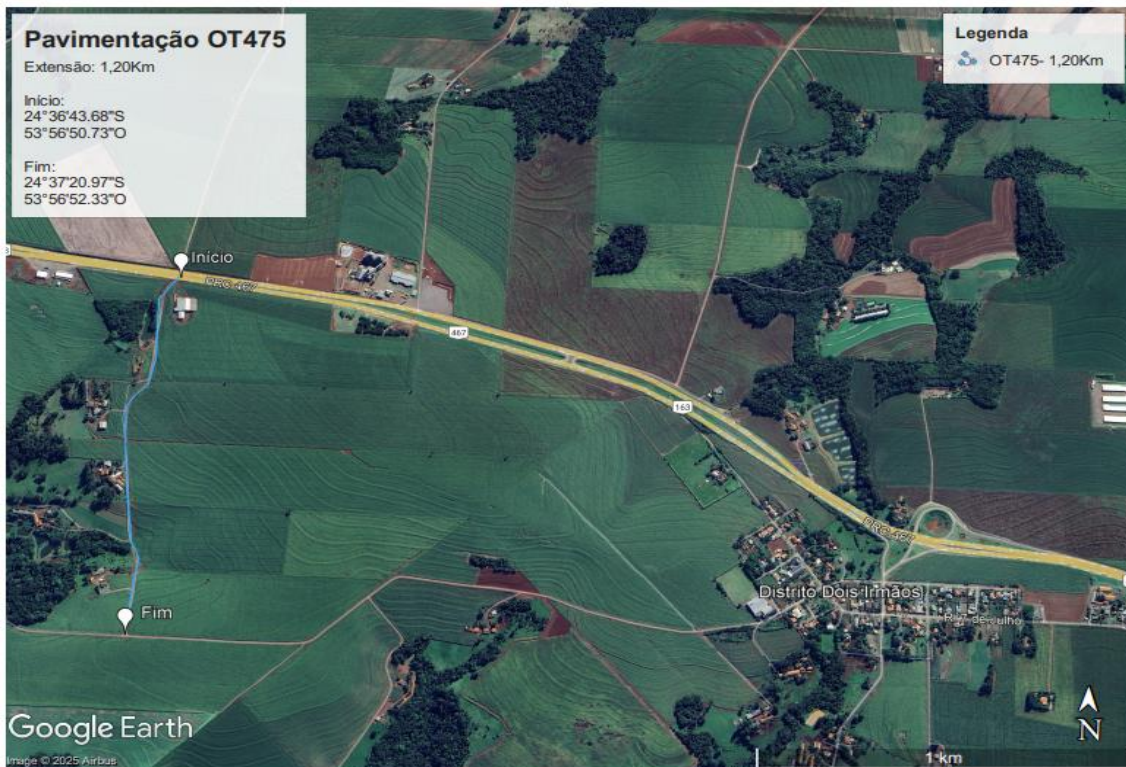 Pavimentação OT475
Extensão: 1,20Km
Início:
24°36'43.68"S
53°56'50.73"O
Fim:
24°37'20.97"S
53°56'52.33"O
Legenda
OT475- 1,20Km
Início
PRC 467
467
163
PRC 467
Distrito Dois Irmãos
Fim
Google Earth
Image © 2025 Airbus
1 km
N